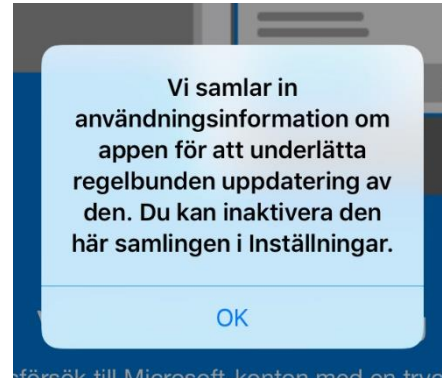 Vi samlar in
användningsinformation om
appen för att underlätta
regelbunden uppdatering av
den. Du kan inaktivera den
här samlingen i Inställningar.
OK
till Microsoft-konton med en